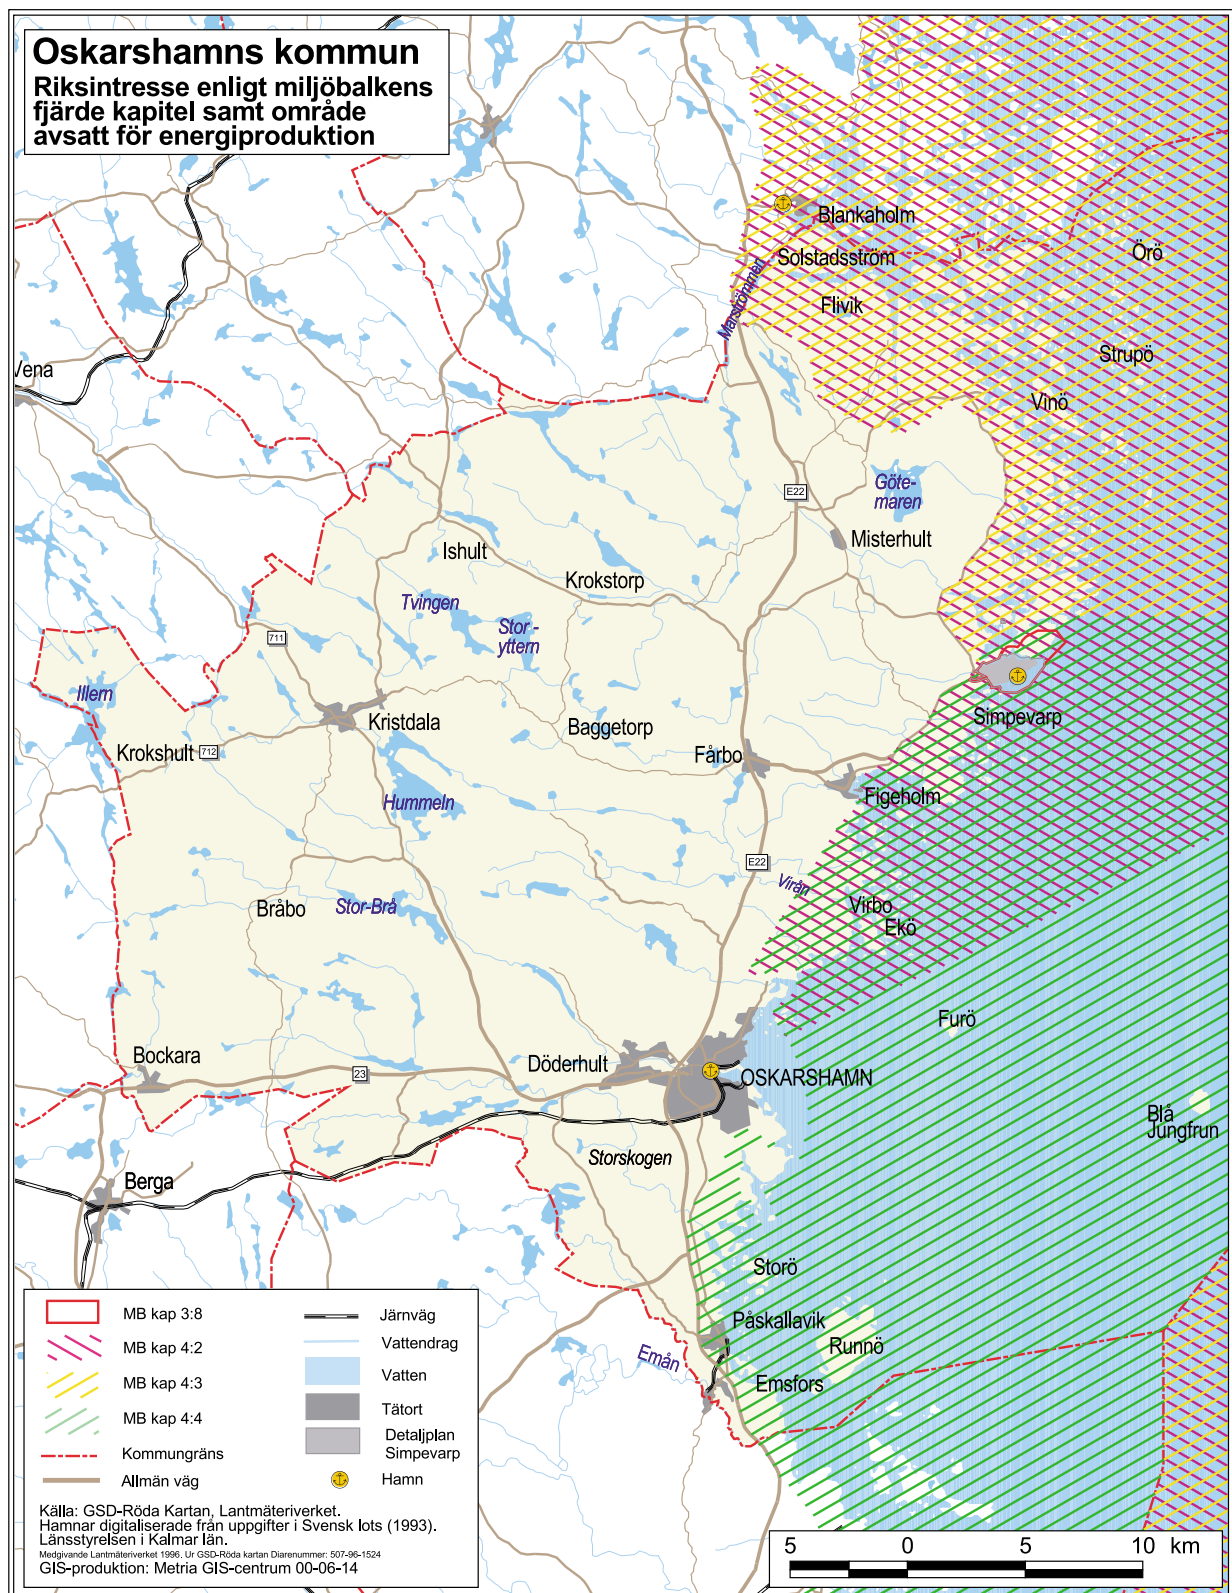 Oskarshamns kommun
Riksintresse enligt miljöbalkens
fjärde kapitel samt område
avsatt för energiproduktion
Blankaholm
Solstadsström
Örö
Marströmmen
Flivik
Strupö
Vena
Vinö
Göte-
maren
E22
Misterhult
Ishult
Krokstorp
Tvingen
Stor -
yttern
711
Illern
Simpevarp
Kristdala
Baggetorp
Krokshult
712
Fårbo
Figeholm
Hummeln
E22
Virån
Bråbo
Stor-Brå
Virbo
Ekö
Furö
Bockara
Döderhult
23
OSKARSHAMN
Blå
Jungfrun
Storskogen
Berga
Storö
Påskallavik
Runnö
Emån
Emsfors
MB kap 3:8
MB kap 4:2
MB kap 4:3
MB kap 4:4
Kommungräns
Allmän väg
Järnväg
Vattendrag
Vatten
Tätort
Detaljplan
Simpevarp
Hamn
Källa: GSD-Röda Kartan, Lantmäteriverket.
Hamnar digitaliserade från uppgifter i Svensk lots (1993).
Länsstyrelsen i Kalmar län.
Medgivande Lantmäteriverket 1996. Ur GSD-Röda kartan Diarenummer: 507-96-1524
GIS-produktion: Metria GIS-centrum 00-06-14
5 0 5 10 km